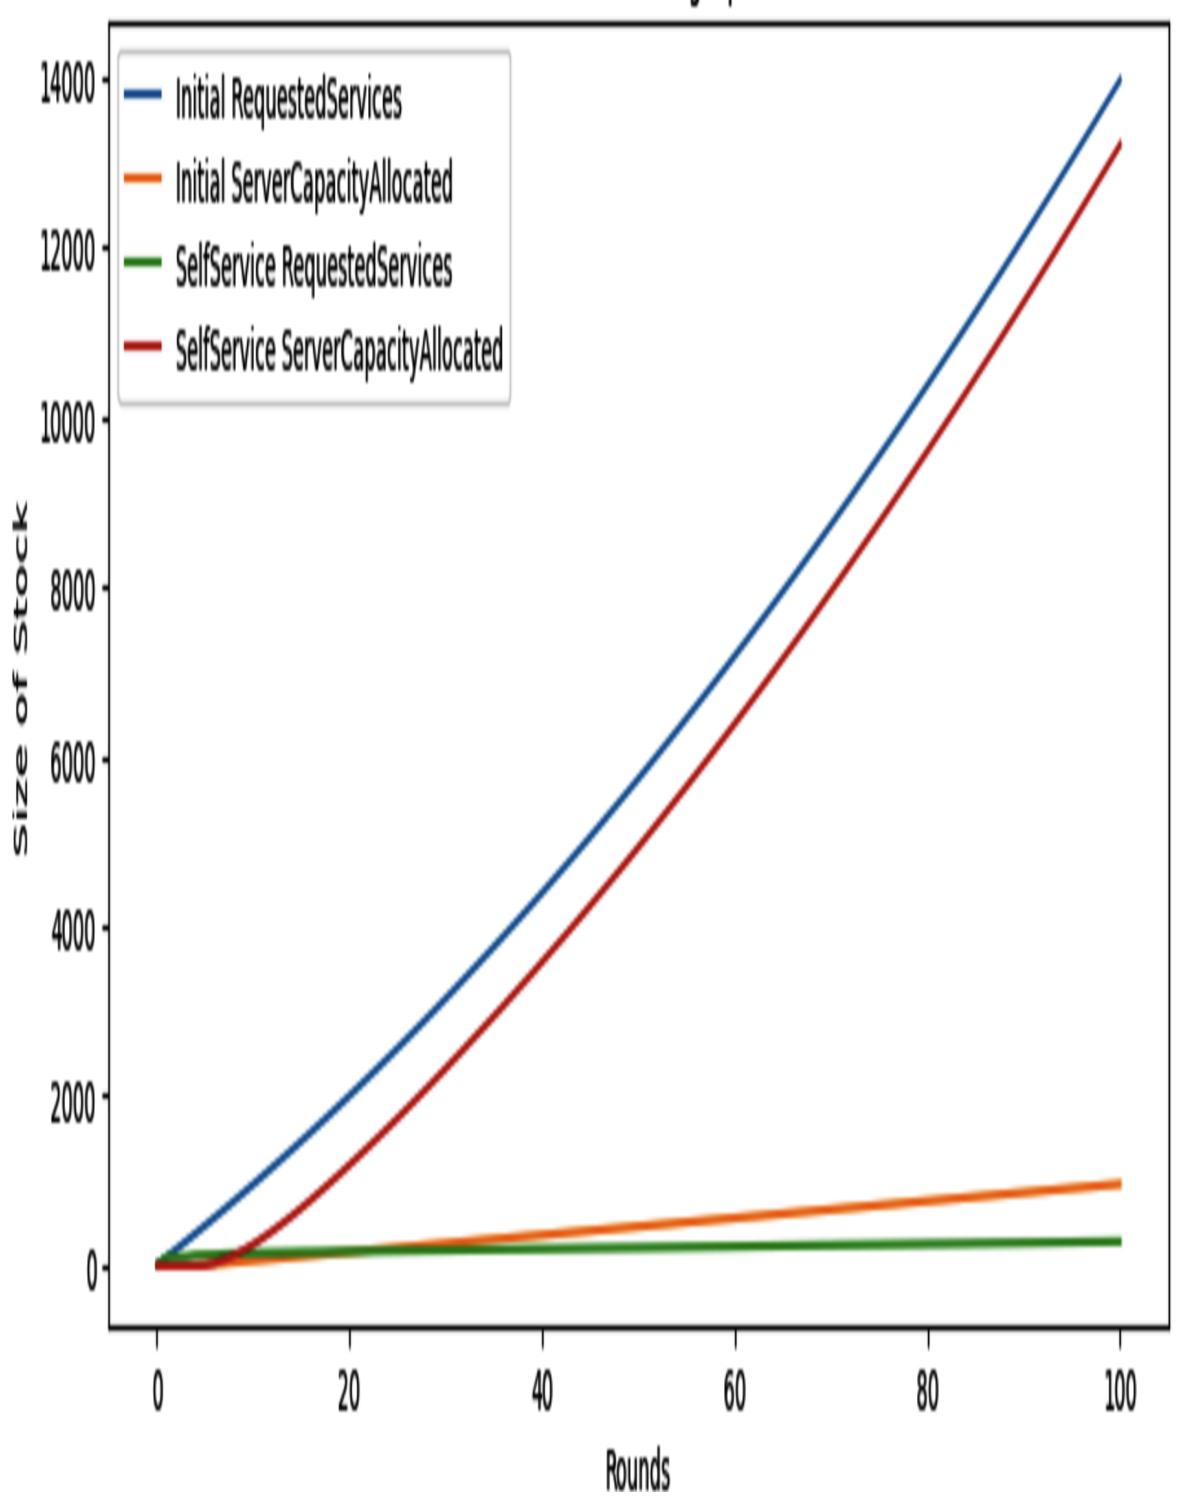 Initial RequestedServices
Initial ServerCapacityAllocated
SelfService RequestedServices
SelfService ServerCapacityAllocated
14000
12000
10000
8000
6000
4000
2000
0
Size of Stock
0 20 40 60 80 100
Rounds